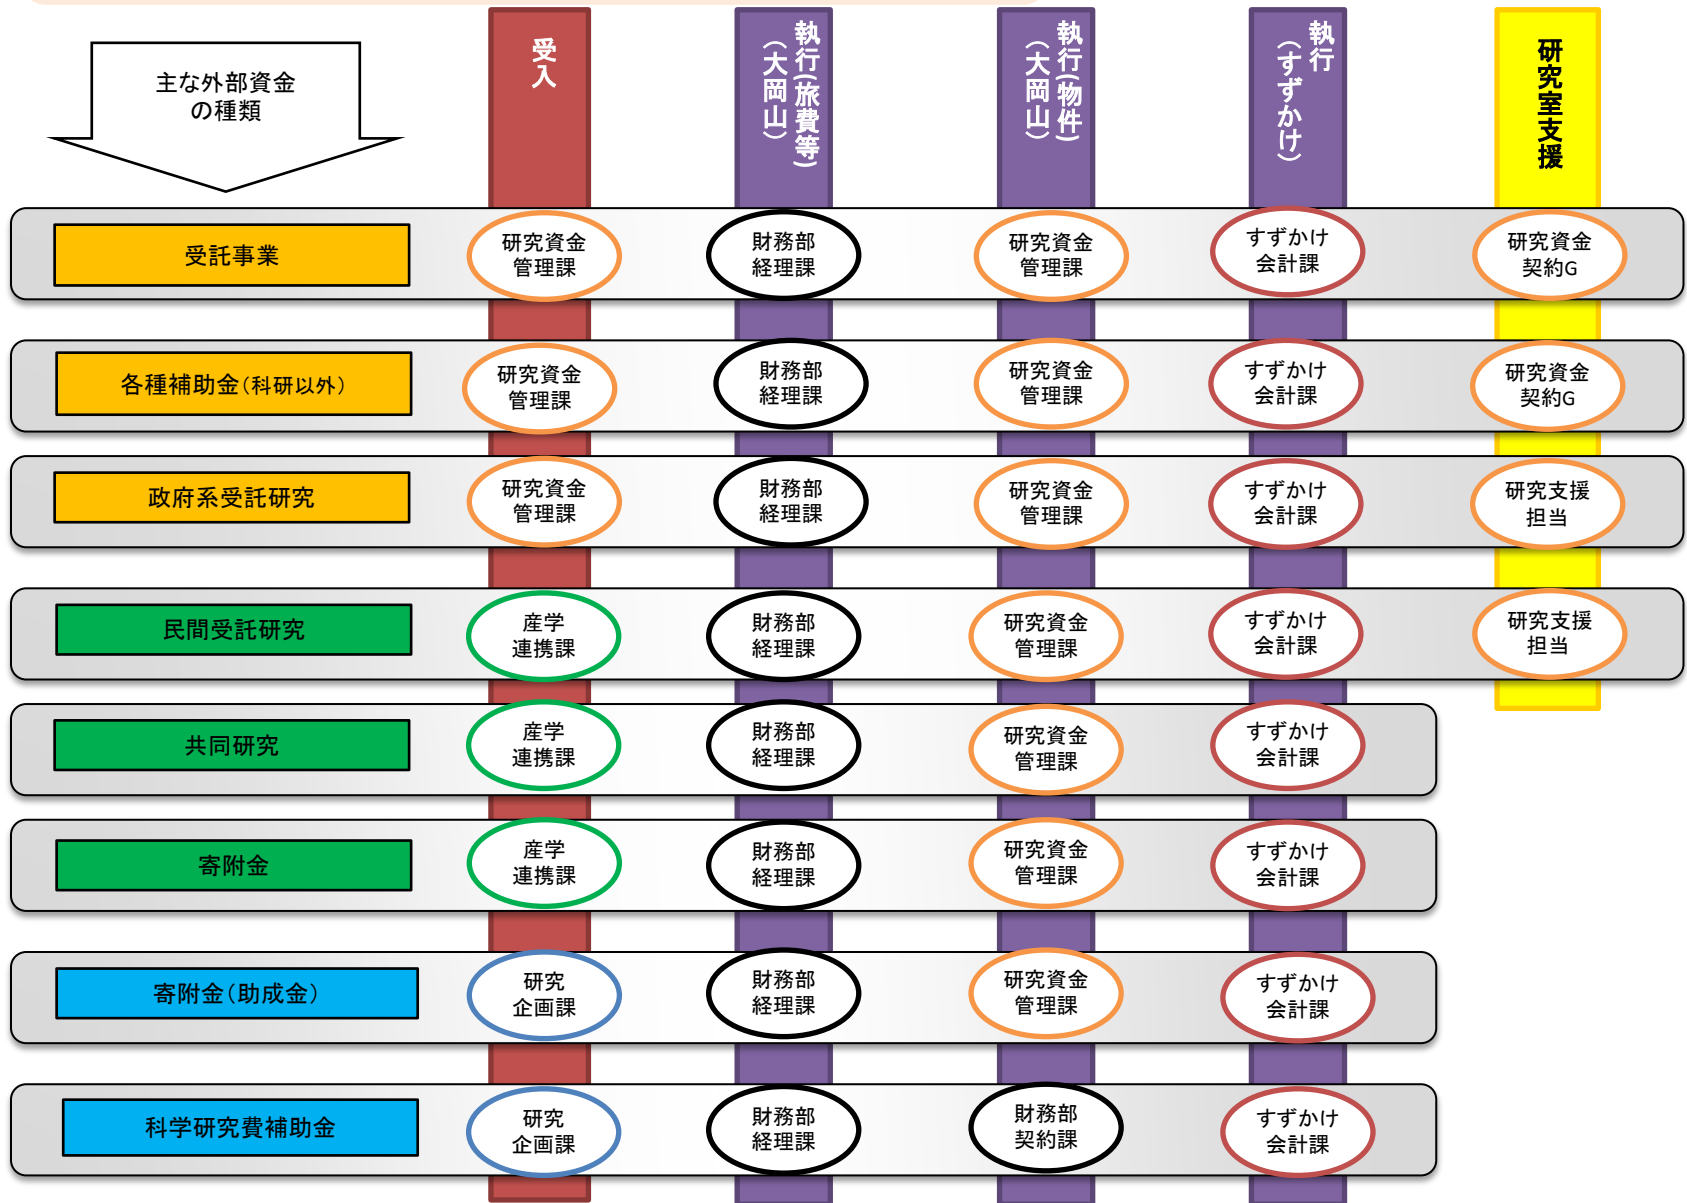 主な外部資金
の種類
受入
執行(旅費等)
(大岡山)
執行(物件)
(大岡山)
執行
(すずかけ)
研究室支援
受託事業
研究資金
管理課
財務部
経理課
研究資金
管理課
すずかけ
会計課
研究資金
契約G
各種補助金(科研以外)
研究資金
管理課
財務部
経理課
研究資金
管理課
すずかけ
会計課
研究資金
契約G
政府系受託研究
研究資金
管理課
財務部
経理課
研究資金
管理課
すずかけ
会計課
研究支援
担当
民間受託研究
産学
連携課
財務部
経理課
研究資金
管理課
すずかけ
会計課
研究支援
担当
共同研究
産学
連携課
財務部
経理課
研究資金
管理課
すずかけ
会計課
寄附金
産学
連携課
財務部
経理課
研究資金
管理課
すずかけ
会計課
寄附金(助成金)
研究
企画課
財務部
経理課
研究資金
管理課
すずかけ
会計課
科学研究費補助金
研究
企画課
財務部
経理課
財務部
契約課
すずかけ
会計課